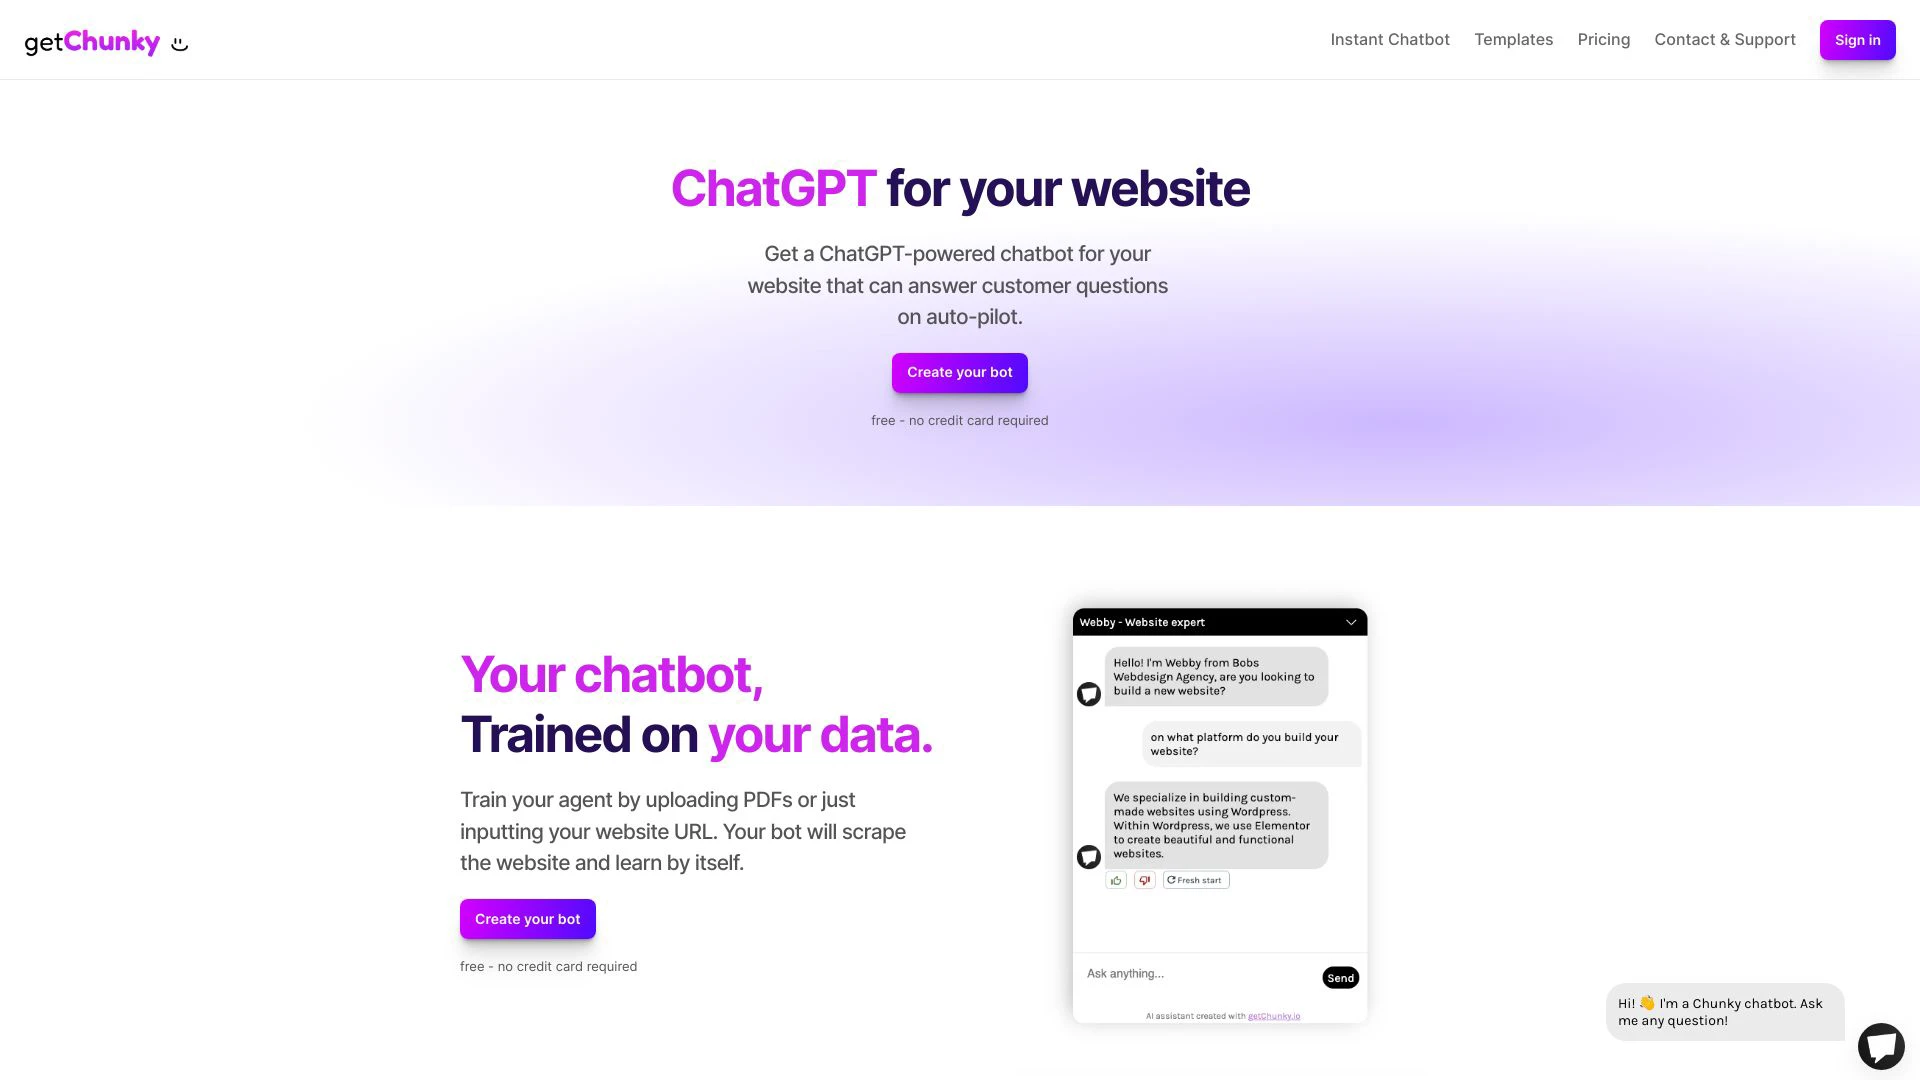 getChunky
Instant Chatbot
Templates
Pricing
Contact & Support
Sign in
ChatGPT for your website
Get a ChatGPT-powered chatbot for your
website that can answer customer questions
on auto-pilot.
Create your bot
free - no credit card required
Your chatbot,
Trained on your data.
Train your agent by uploading PDFs or just
inputting your website URL. Your bot will scrape
the website and learn by itself.
Create your bot
free - no credit card required
Webby - Website expert
Hello! I'm Webby from Bobs
Webdesign Agency, are you looking to
build a new website?
on what platform do you build your
website?
We specialize in building custom-
made websites using Wordpress.
Within Wordpress, we use Elementor
to create beautiful and functional
websites.
Fresh start
Ask anything...
Send
AI assistant created with getChunky.io
Hi! 👋 I'm a Chunky chatbot. Ask
me any question!